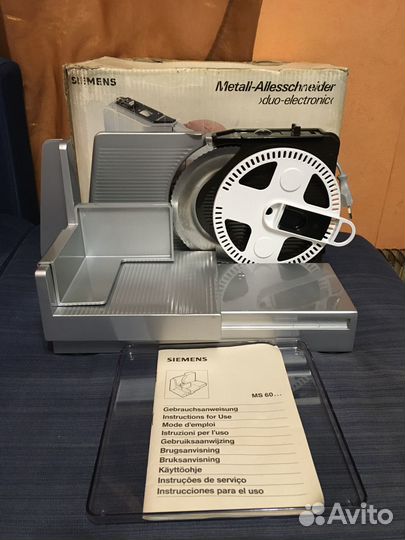 SIEMENS
Metall-Allesschneider
›duo-electronic‹
SIEMENS
MS 60...
Gebrauchsanweisung
Instructions for Use
Mode d'emploi
Istruzioni per l'uso
Gebruiksaanwijzing
Brugsanvisning
Bruksanvisning
Käyttöohje
Instruções de serviço
Instrucciones para el uso
Avito